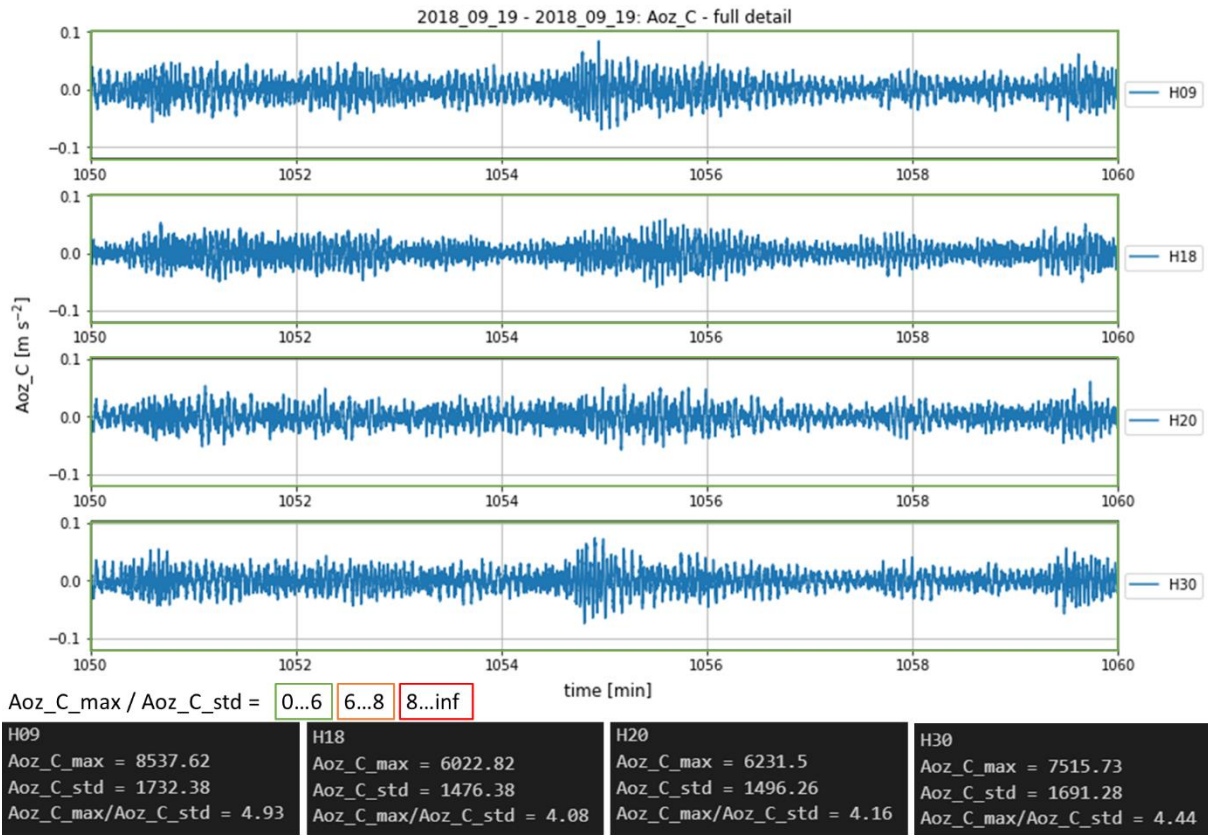 2018_09_19 - 2018_09_19: Aoz_C - full detail
0.1
0.0
−0.1
1050 1052 1054 1056 1058 1060
H09
0.1
0.0
−0.1
1050 1052 1054 1056 1058 1060
H18
Aoz_C [m s⁻²]
0.1
0.0
−0.1
1050 1052 1054 1056 1058 1060
H20
0.1
0.0
−0.1
1050 1052 1054 1056 1058 1060
H30
time [min]
Aoz_C_max / Aoz_C_std = 0...6 6...8 8...inf
H09
Aoz_C_max = 8537.62
Aoz_C_std = 1732.38
Aoz_C_max/Aoz_C_std = 4.93
H18
Aoz_C_max = 6022.82
Aoz_C_std = 1476.38
Aoz_C_max/Aoz_C_std = 4.08
H20
Aoz_C_max = 6231.5
Aoz_C_std = 1496.26
Aoz_C_max/Aoz_C_std = 4.16
H30
Aoz_C_max = 7515.73
Aoz_C_std = 1691.28
Aoz_C_max/Aoz_C_std = 4.44